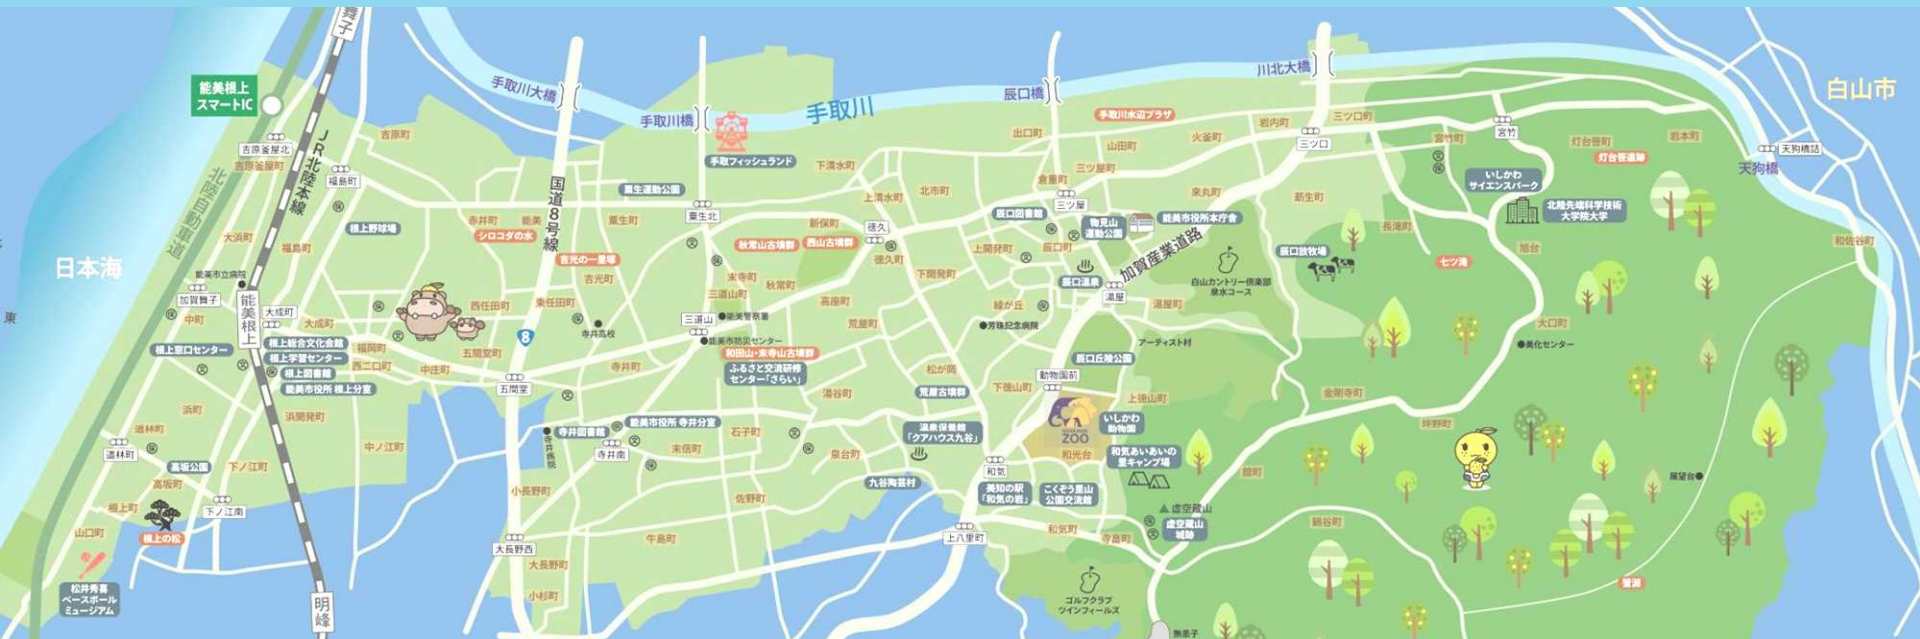 舞子
能美根上
スマートIC
手取川大橋
手取川橋
手取川
辰口橋
川北大橋
白山市
日本海
東
北陸自動車道
JR北陸本線
国道8号線
加賀産業道路
吉原釜屋北
吉原釜屋町
福島町
吉原町
手取フィッシュランド
下清水町
出口町
手取川水辺プラザ
山田町
火釜町
岩内町
三ツ口町
三ツ口
宮竹町
宮竹
灯台笹町
灯台笹遺跡
岩本町
天狗橋詰
天狗橋
粟生運動公園
粟生北
粟生町
赤井町
能美
シロコダの水
根上野球場
大浜町
福島町
上清水町
北市町
倉重町
三ツ屋町
三ツ屋
来丸町
莇生町
いしかわ
サイエンスパーク
北陸先端科学技術
大学院大学
長滝町
旭台
和佐谷町
辰口図書館
物見山
運動公園
能美市役所本庁舎
新保町
徳久
秋常山古墳群
西山古墳群
徳久町
上開発町
辰口町
辰口放牧場
七ツ滝
吉光の一里塚
吉光町
末寺町
秋常町
三道山町
下開発町
辰口温泉
湯屋
湯屋町
白山カントリー倶楽部
泉水コース
能美市立病院
加賀舞子
中町
能美根上
大成町
大成町
西任田町
東任田町
寺井高校
三道山
能美警察署
能美市防災センター
高座町
荒屋町
緑が丘
芳珠記念病院
アーティスト村
大口町
美化センター
根上窓口センター
根上総合文化会館
根上学習センター
根上図書館
能美市役所 根上分室
福岡町
西二口町
中庄町
五間堂町
8
五間堂
寺井町
和田山・末寺山古墳群
ふるさと交流研修
センター「さらい」
松が岡
湯谷町
荒屋古墳群
下徳山町
動物園前
辰口丘陵公園
上徳山町
いしかわ
動物園
ZOO
金剛寺町
坪野町
浜町
浜開発町
道林町
道林町
中ノ江町
高坂公園
高坂町
下ノ江町
下ノ江南
根上町
根上の松
山口町
松井秀喜
ベースボール
ミュージアム
明峰
寺井病院
寺井図書館
能美市役所 寺井分室
寺井南
末信町
石子町
泉台町
温泉保養館
「クアハウス九谷」
九谷陶芸村
和光台
和気あいあいの
里キャンプ場
和気
美知の駅
「和気の岩」
こくぞう里山
公園交流館
虚空蔵山
虚空蔵山
城跡
館町
鍋谷町
展望台
小長野町
佐野町
牛島町
大長野西
大長野町
小杉町
上八里町
和気町
寺畠町
ゴルフクラブ
ツインフィールズ
蟹淵